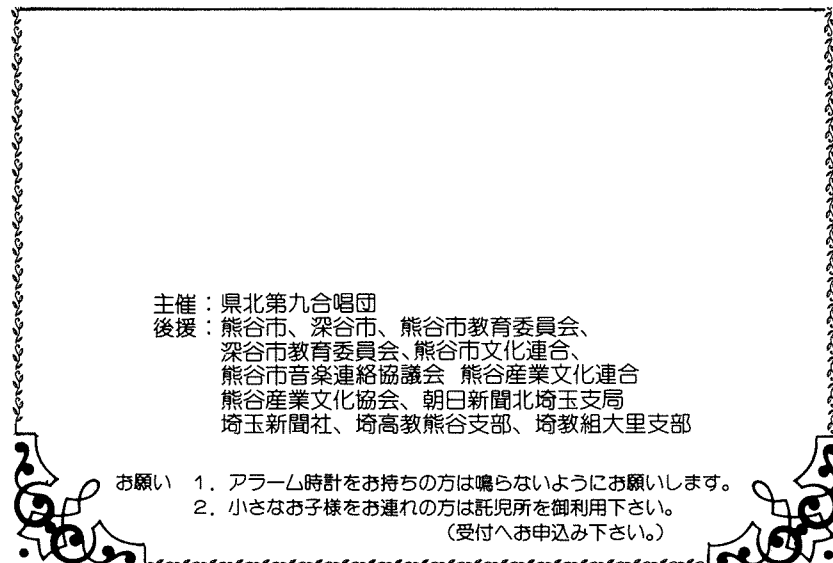 主催：県北第九合唱団
後援：熊谷市、深谷市、熊谷市教育委員会、
深谷市教育委員会、熊谷市文化連合、
熊谷市音楽連絡協議会 熊谷産業文化連合
熊谷産業文化協会、朝日新聞北埼玉支局
埼玉新聞社、埼高教熊谷支部、埼教組大里支部
お願い 1．アラーム時計をお持ちの方は鳴らないようにお願いします。
2．小さなお子様をお連れの方は託児所を御利用下さい。
（受付へお申込み下さい。）